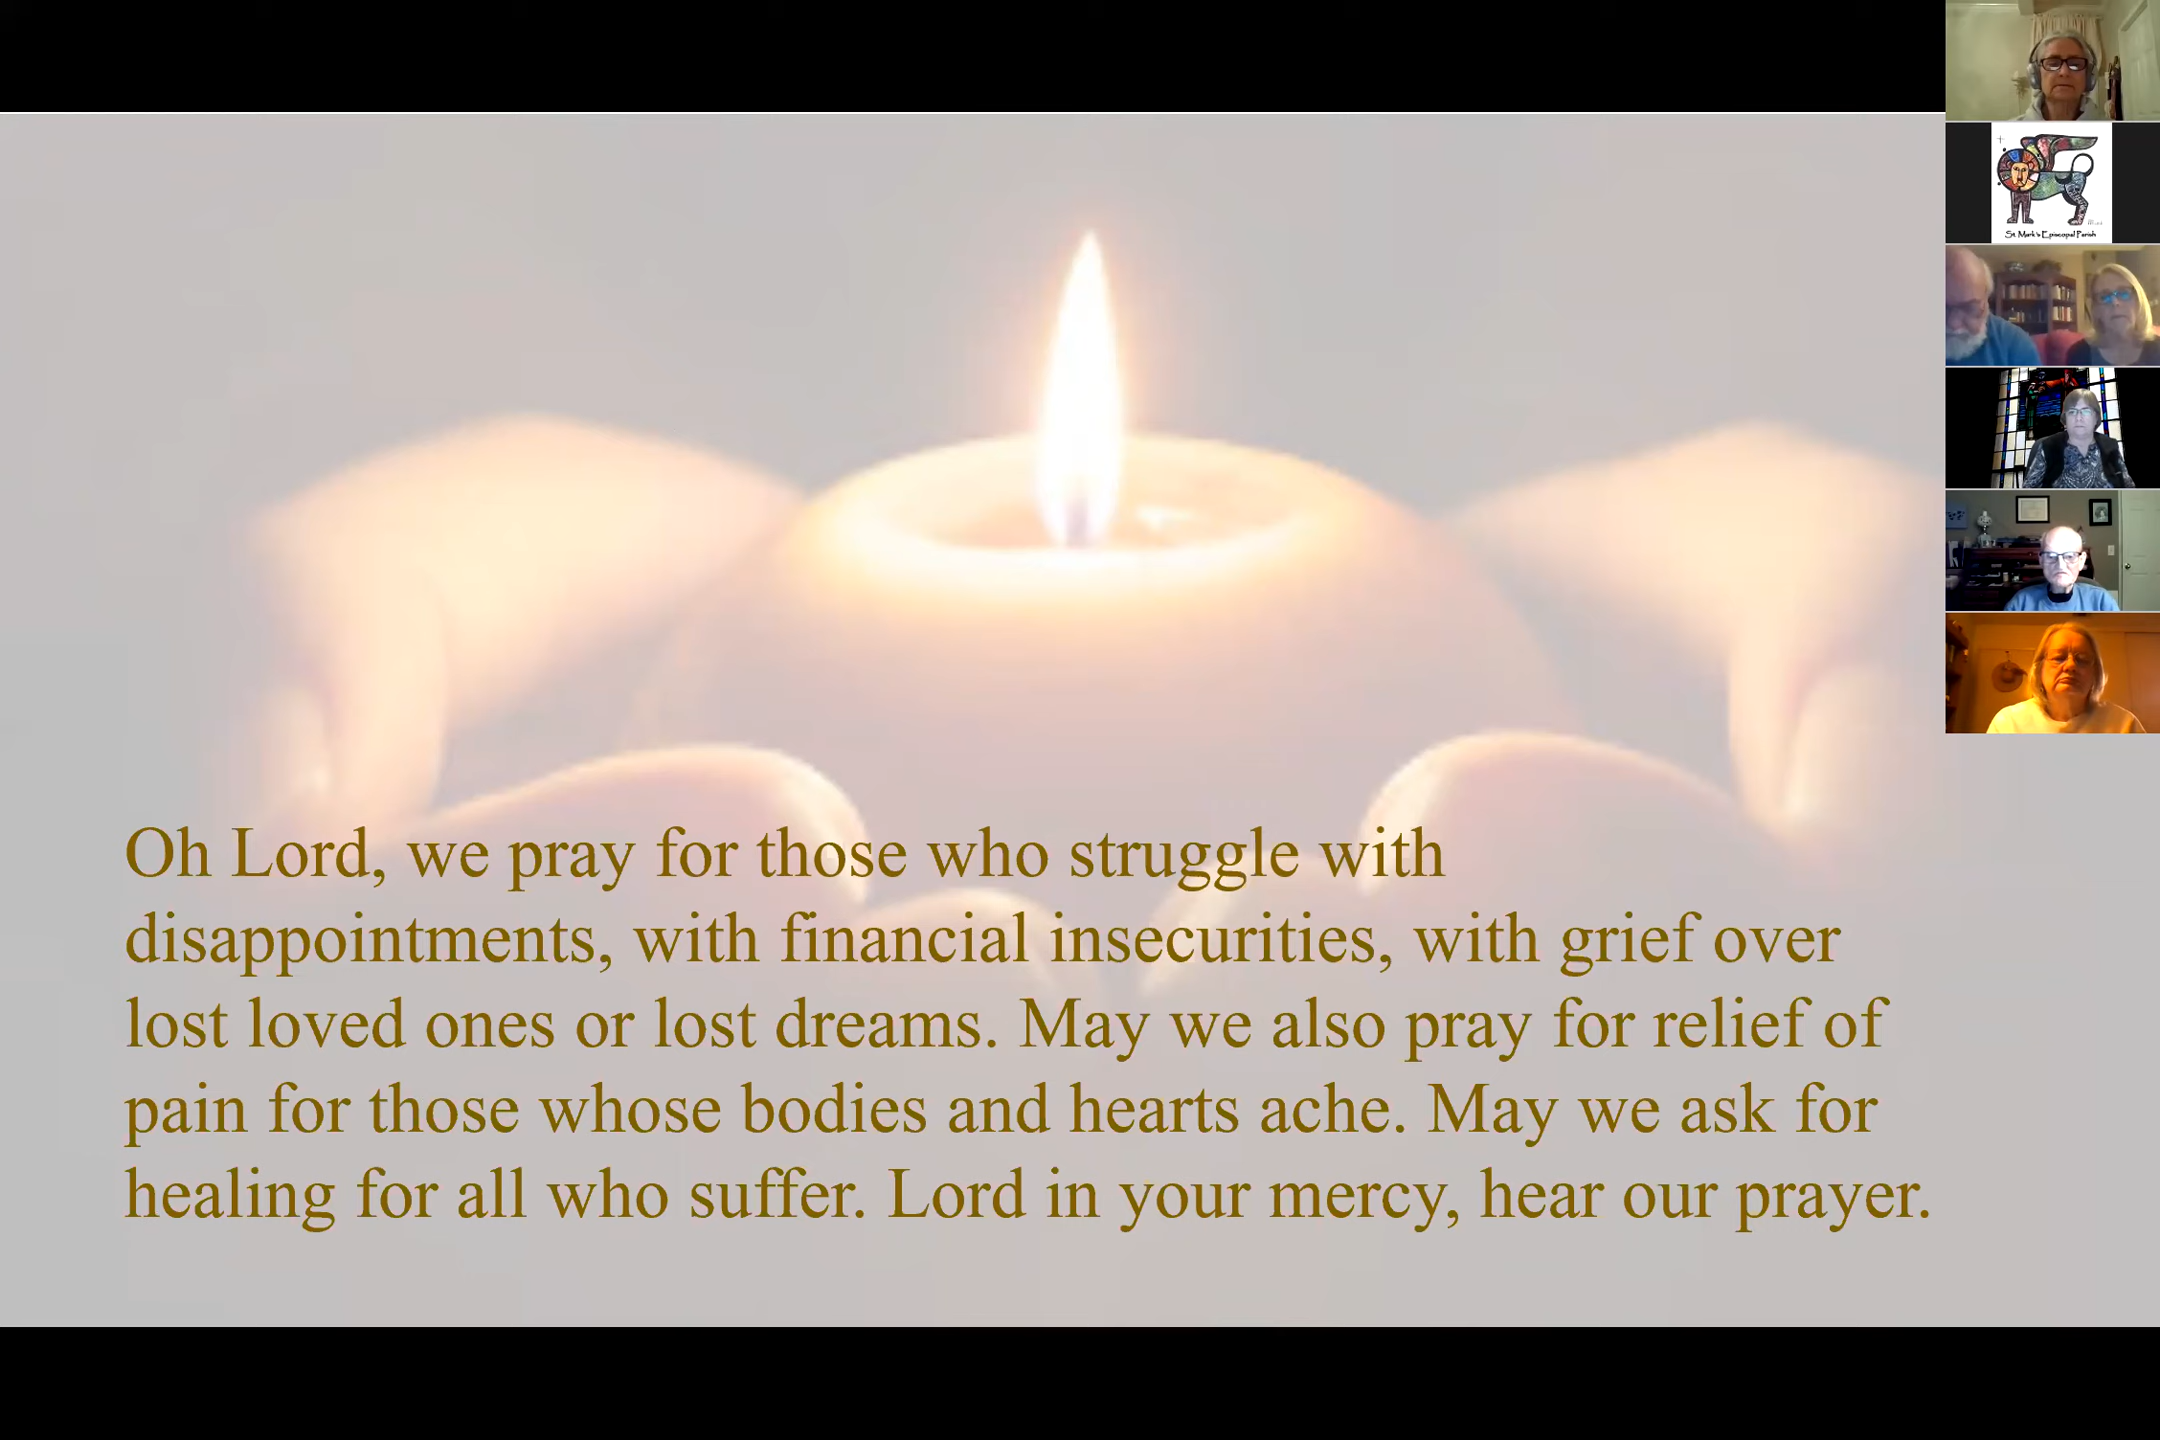 Oh Lord, we pray for those who struggle with
disappointments, with financial insecurities, with grief over
lost loved ones or lost dreams. May we also pray for relief of
pain for those whose bodies and hearts ache. May we ask for
healing for all who suffer. Lord in your mercy, hear our prayer.
St. Mark's Episcopal Parish